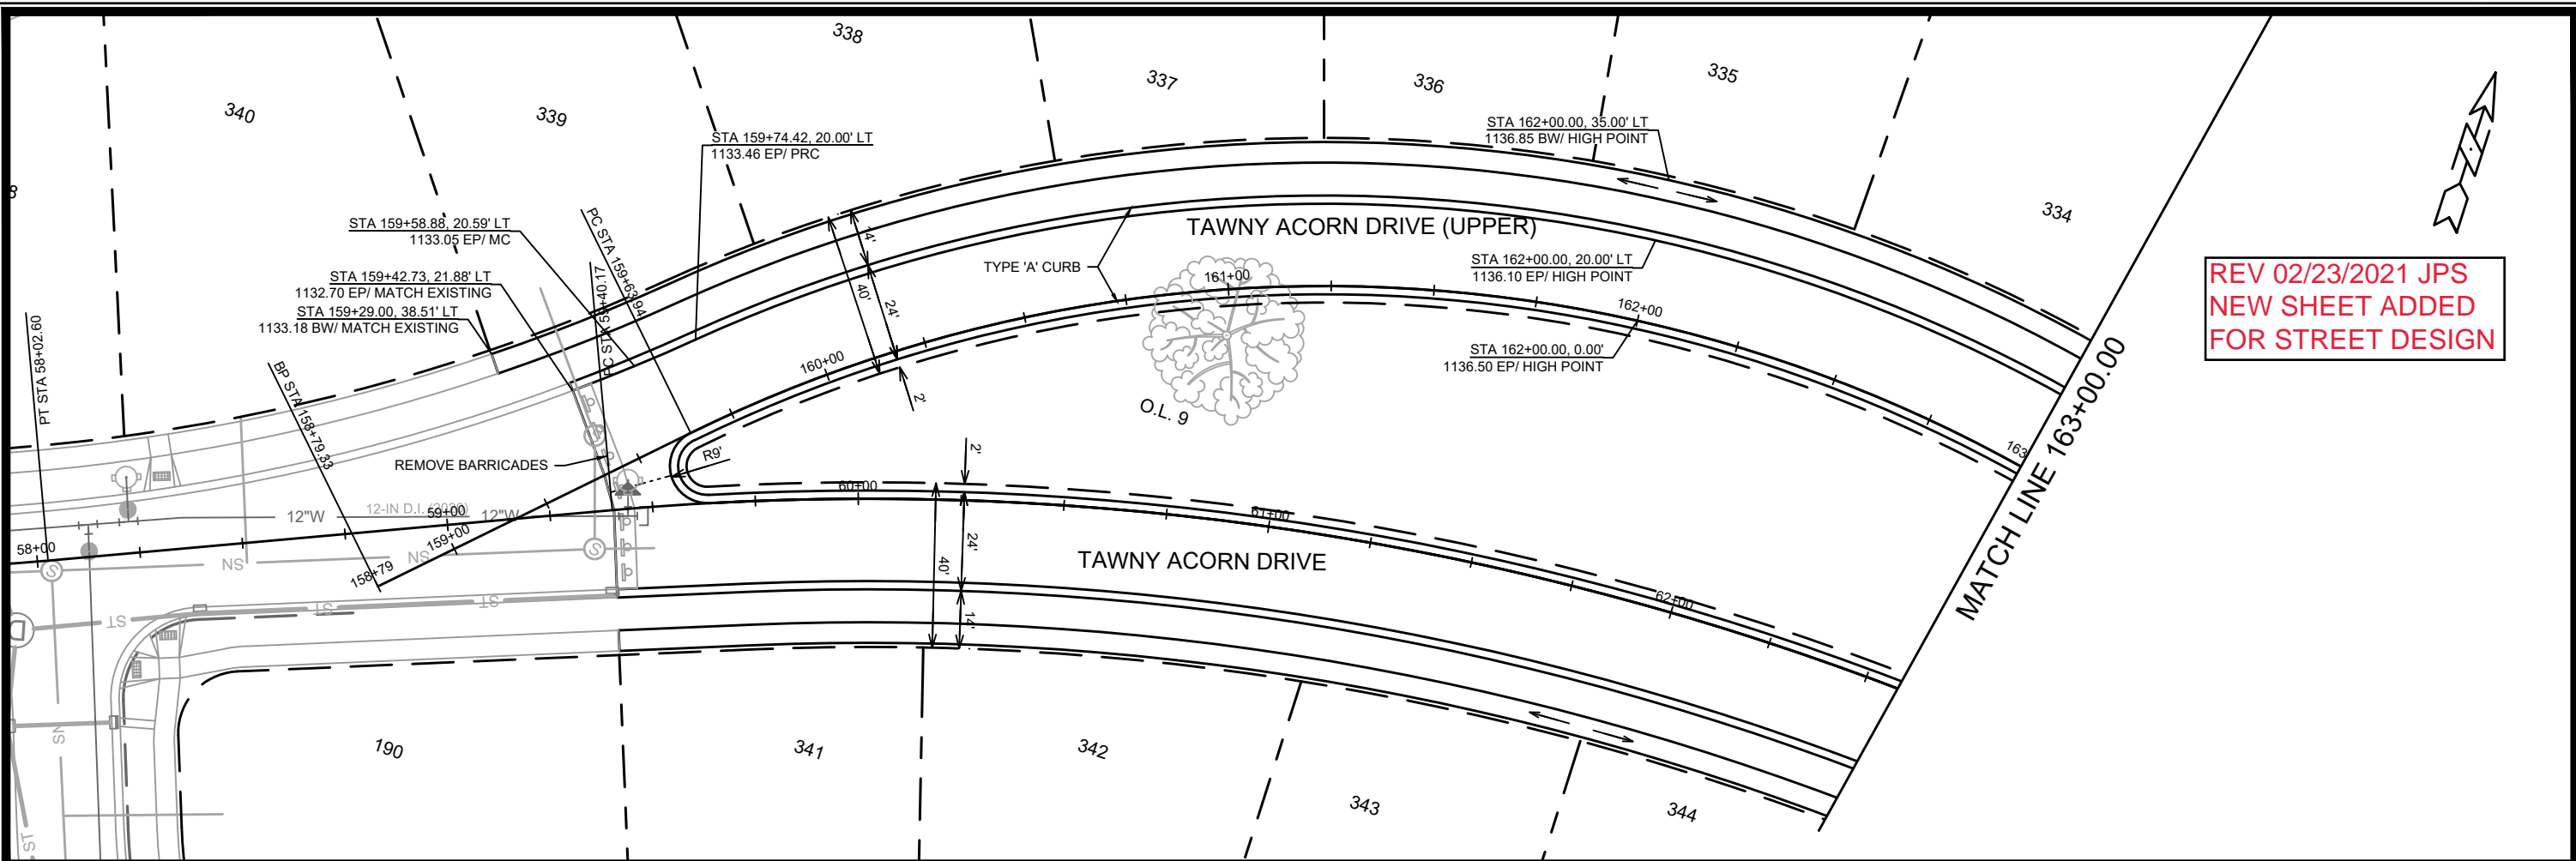 338
337
336
335
334
340
339
8
STA 159+74.42, 20.00' LT
1133.46 EP/ PRC
STA 162+00.00, 35.00' LT
1136.85 BW/ HIGH POINT
STA 159+58.88, 20.59' LT
1133.05 EP/ MC
PC STA 159+63.94
PC STA 59+40.17
STA 159+42.73, 21.88' LT
1132.70 EP/ MATCH EXISTING
STA 159+29.00, 38.51' LT
1133.18 BW/ MATCH EXISTING
PT STA 58+02.60
BP STA 158+79.33
TAWNY ACORN DRIVE (UPPER)
TYPE 'A' CURB
STA 162+00.00, 20.00' LT
1136.10 EP/ HIGH POINT
161+00
162+00
STA 162+00.00, 0.00'
1136.50 EP/ HIGH POINT
14'
40'
24'
2'
160+00
O.L. 9
163
MATCH LINE 163+00.00
N
REV 02/23/2021 JPS
NEW SHEET ADDED
FOR STREET DESIGN
REMOVE BARRICADES
R9'
2'
60+00
61+00
62+00
24'
40'
14'
TAWNY ACORN DRIVE
12"W
12"W
59+00
159+00
58+00
158+79
S
S
NS
NS
NS
ST
ST
ST
ST
D
190
341
342
343
344